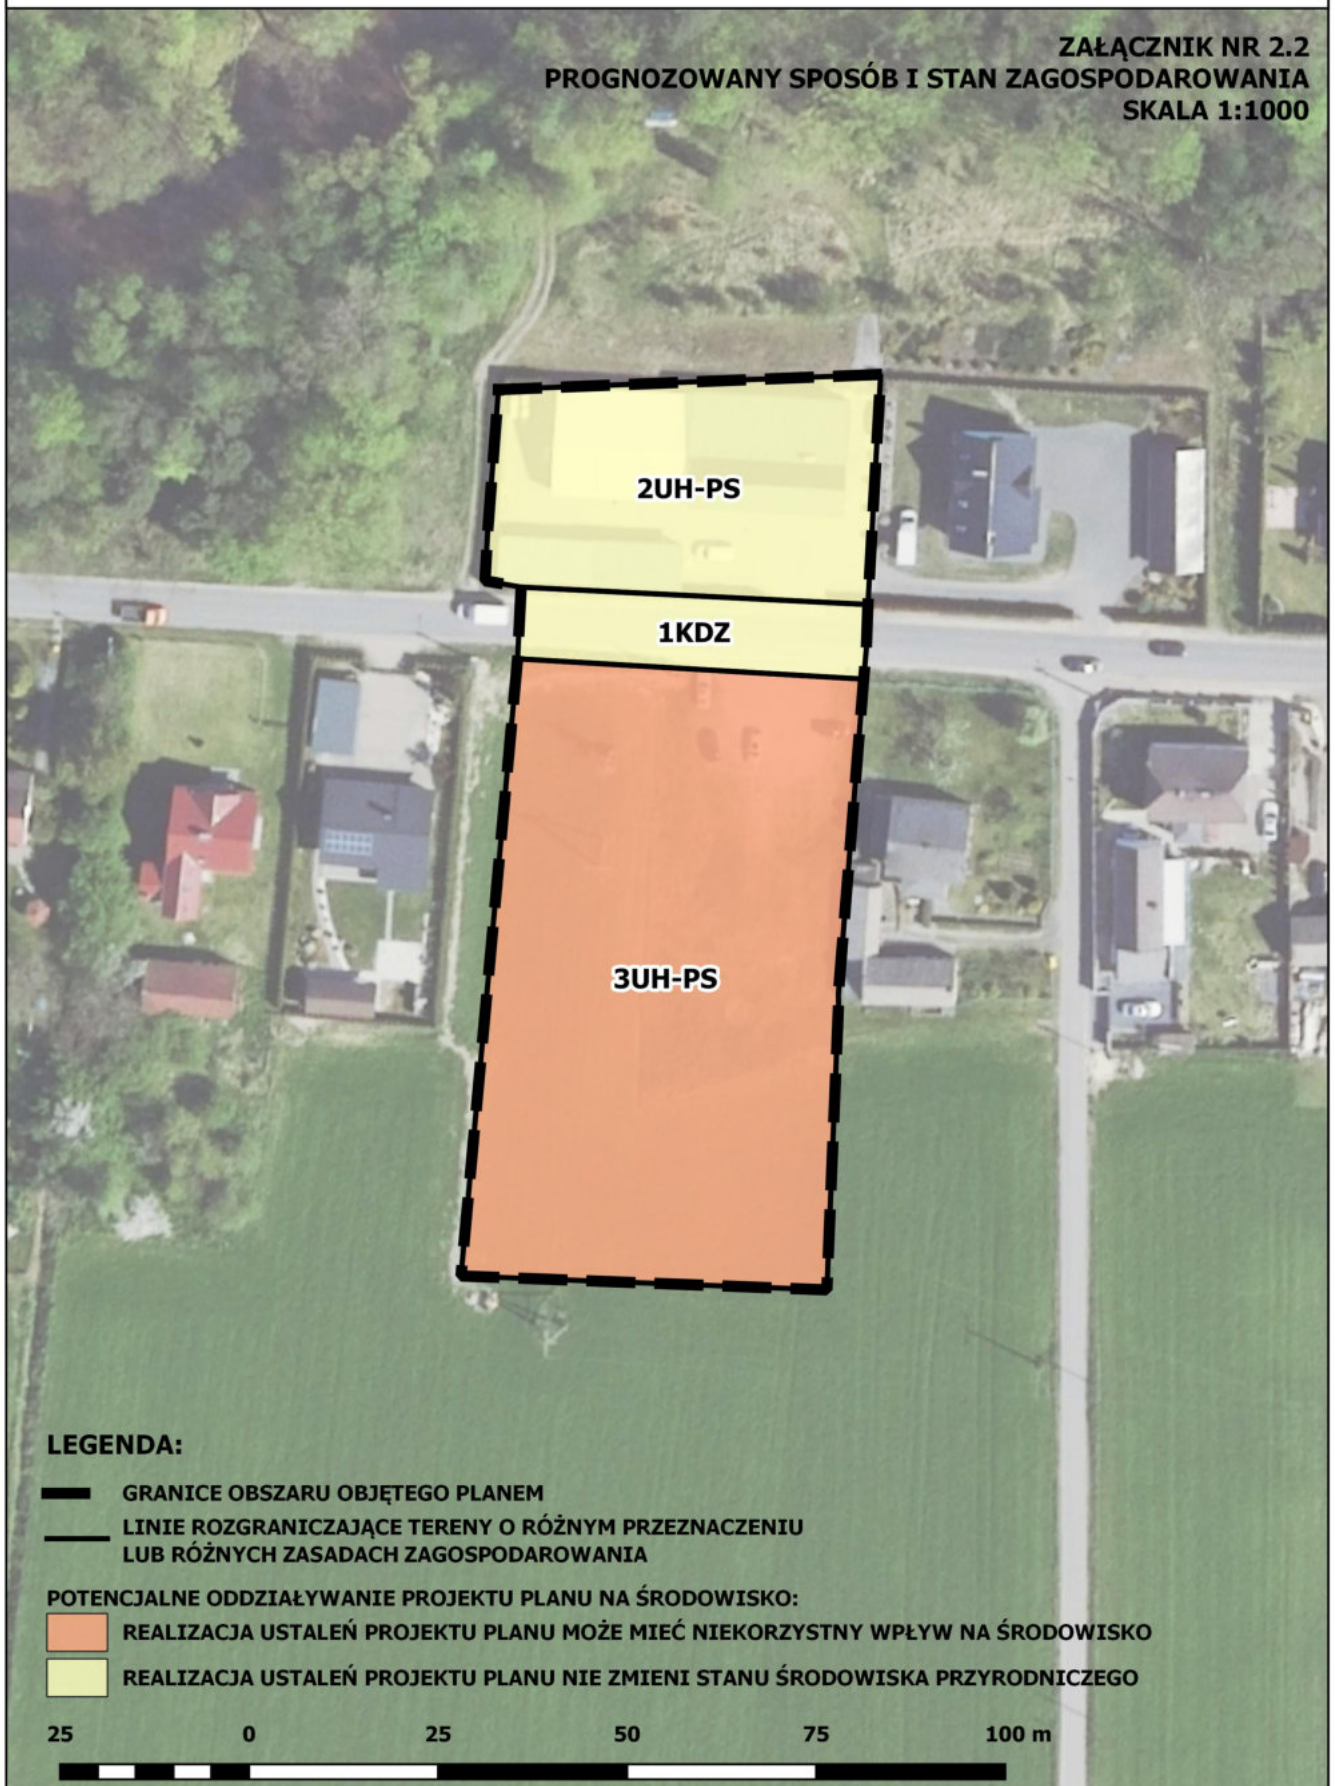 ZAŁĄCZNIK NR 2.2
PROGNOZOWANY SPOSÓB I STAN ZAGOSPODAROWANIA
SKALA 1:1000
2UH-PS
1KDZ
3UH-PS
LEGENDA:
GRANICE OBSZARU OBJĘTEGO PLANEM
LINIE ROZGRANICZAJĄCE TERENY O RÓŻNYM PRZEZNACZENIU
LUB RÓŻNYCH ZASADACH ZAGOSPODAROWANIA
POTENCJALNE ODDZIAŁYWANIE PROJEKTU PLANU NA ŚRODOWISKO:
REALIZACJA USTALEŃ PROJEKTU PLANU MOŻE MIEĆ NIEKORZYSTNY WPŁYW NA ŚRODOWISKO
REALIZACJA USTALEŃ PROJEKTU PLANU NIE ZMIENI STANU ŚRODOWISKA PRZYRODNICZEGO
25 0 25 50 75 100 m